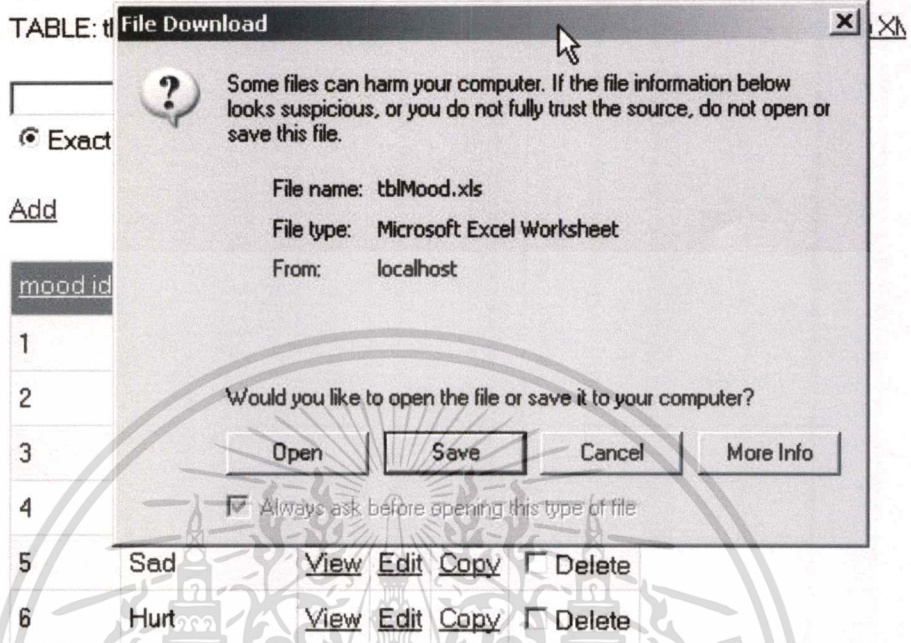 TABLE:
File Download
Some files can harm your computer. If the file information below
looks suspicious, or you do not fully trust the source, do not open or
save this file.
Exact
File name: tblMood.xls
Add
File type: Microsoft Excel Worksheet
From: localhost
mood id
1
2
Would you like to open the file or save it to your computer?
3
Open Save Cancel More Info
4
Always ask before opening this type of file
5 Sad View Edit Copy Delete
6 Hurt View Edit Copy Delete